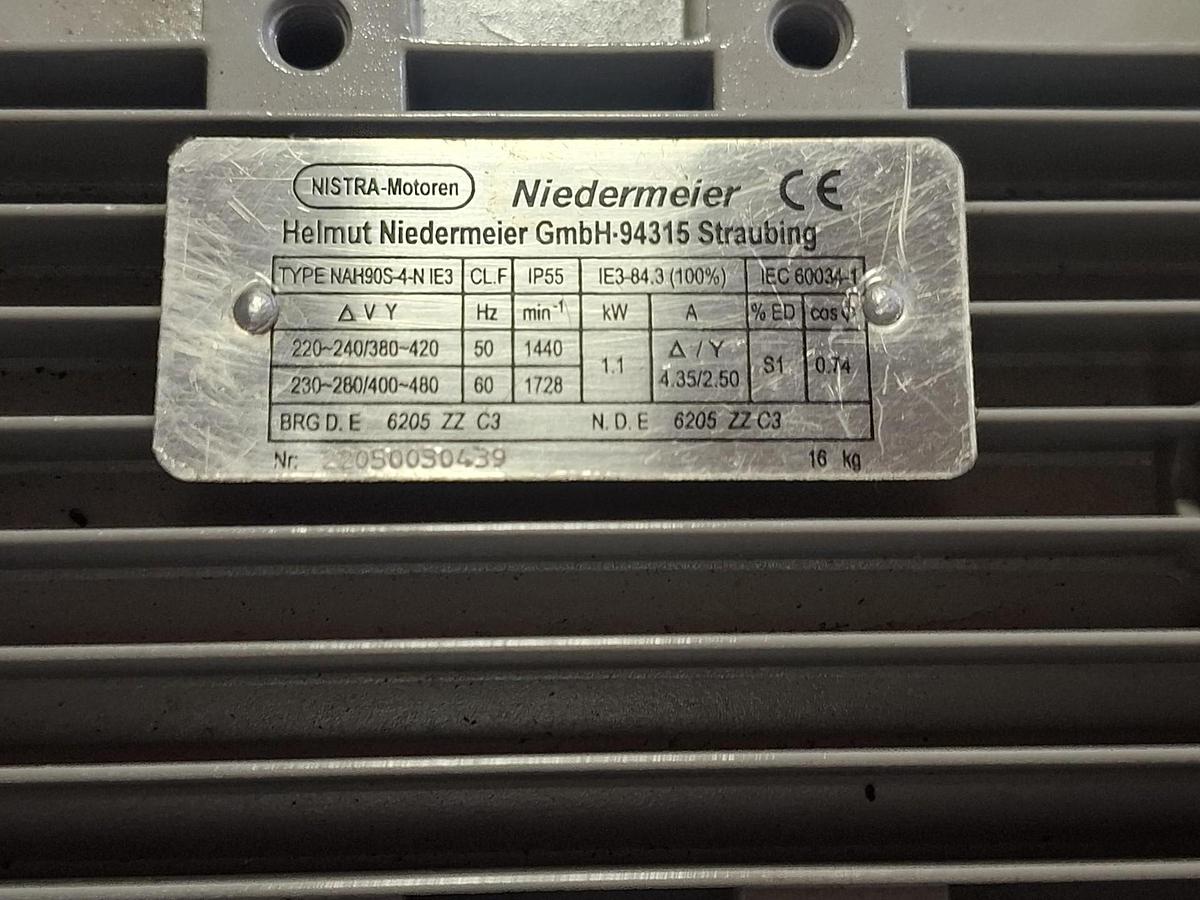 NISTRA-Motoren Niedermeier CE
Helmut Niedermeier GmbH·94315 Straubing
TYPE NAH90S-4-N IE3 CL.F IP55 IE3-84.3 (100%) IEC 60034-1
Δ V Y Hz min⁻¹ kW A % ED cos φ
220~240/380~420 50 1440 1.1 Δ / Y 4.35/2.50 S1 0.74
230~280/400~480 60 1728
BRG D. E 6205 ZZ C3 N. D. E 6205 ZZ C3
Nr. 16 kg